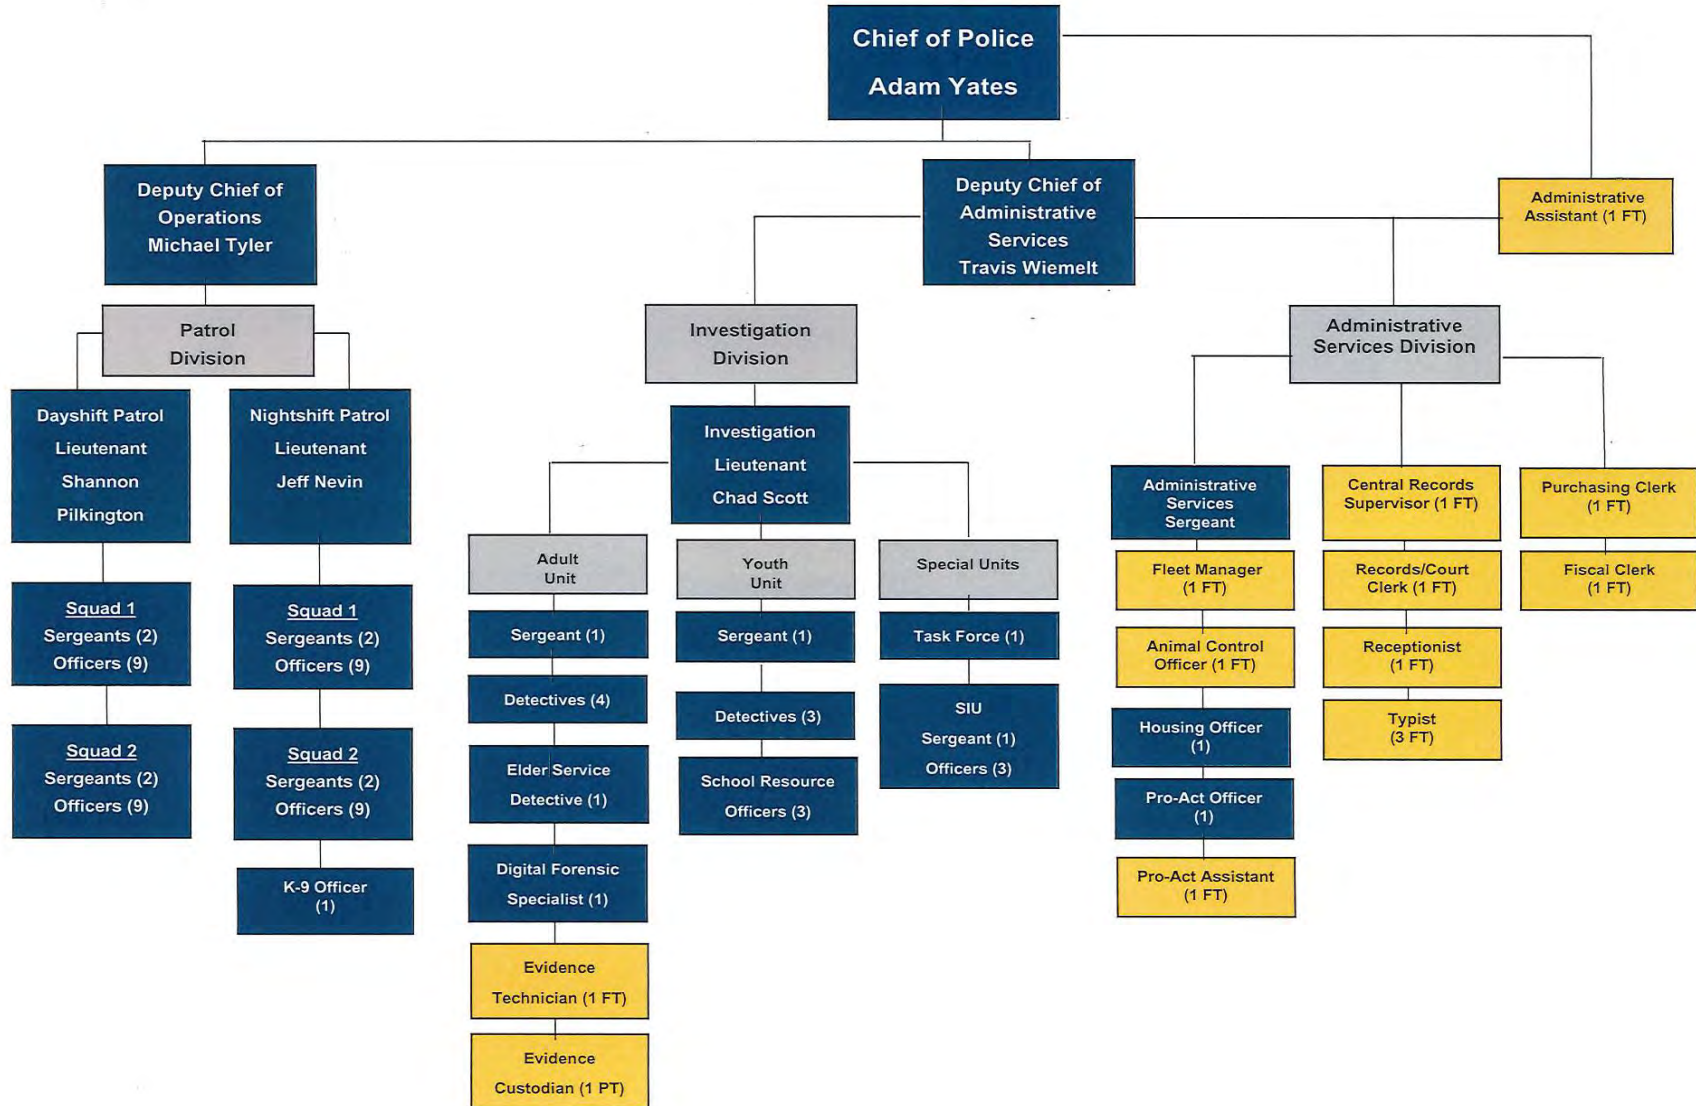 Chief of Police
Adam Yates
Deputy Chief of
Operations
Michael Tyler
Deputy Chief of
Administrative
Services
Travis Wiemelt
Administrative
Assistant (1 FT)
Patrol
Division
Investigation
Division
Administrative
Services Division
Dayshift Patrol
Lieutenant
Shannon
Pilkington
Nightshift Patrol
Lieutenant
Jeff Nevin
Investigation
Lieutenant
Chad Scott
Squad 1
Sergeants (2)
Officers (9)
Squad 2
Sergeants (2)
Officers (9)
Squad 1
Sergeants (2)
Officers (9)
Squad 2
Sergeants (2)
Officers (9)
K-9 Officer
(1)
Adult
Unit
Sergeant (1)
Detectives (4)
Elder Service
Detective (1)
Digital Forensic
Specialist (1)
Evidence
Technician (1 FT)
Evidence
Custodian (1 PT)
Youth
Unit
Sergeant (1)
Detectives (3)
School Resource
Officers (3)
Special Units
Task Force (1)
SIU
Sergeant (1)
Officers (3)
Administrative
Services
Sergeant
Fleet Manager
(1 FT)
Animal Control
Officer (1 FT)
Housing Officer
(1)
Pro-Act Officer
(1)
Pro-Act Assistant
(1 FT)
Central Records
Supervisor (1 FT)
Records/Court
Clerk (1 FT)
Receptionist
(1 FT)
Typist
(3 FT)
Purchasing Clerk
(1 FT)
Fiscal Clerk
(1 FT)